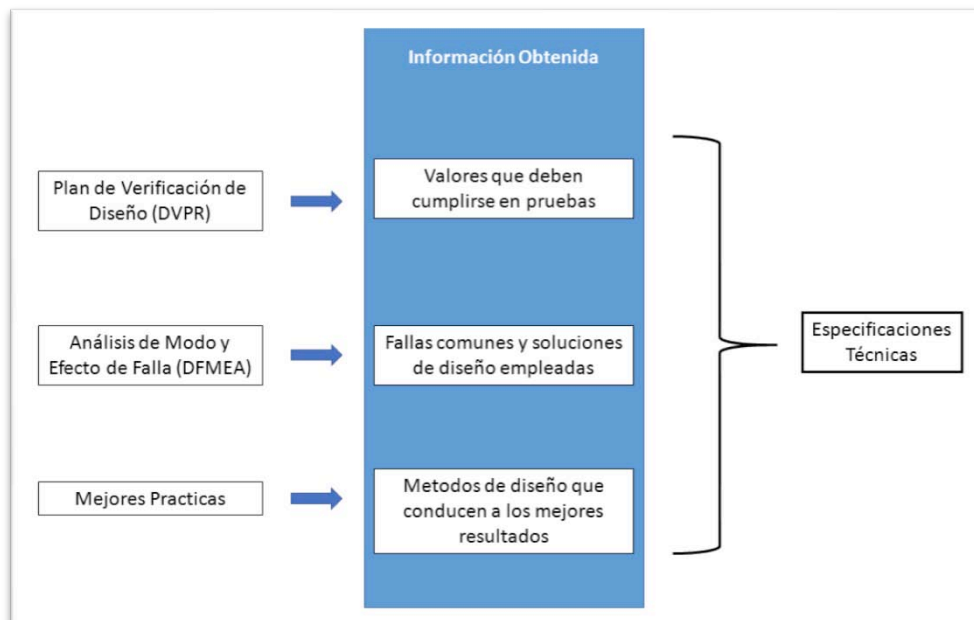 Información Obtenida
Plan de Verificación de
Diseño (DVPR)
Valores que deben
cumplirse en pruebas
Análisis de Modo y
Efecto de Falla (DFMEA)
Fallas comunes y soluciones
de diseño empleadas
Especificaciones
Técnicas
Mejores Practicas
Metodos de diseño que
conducen a los mejores
resultados